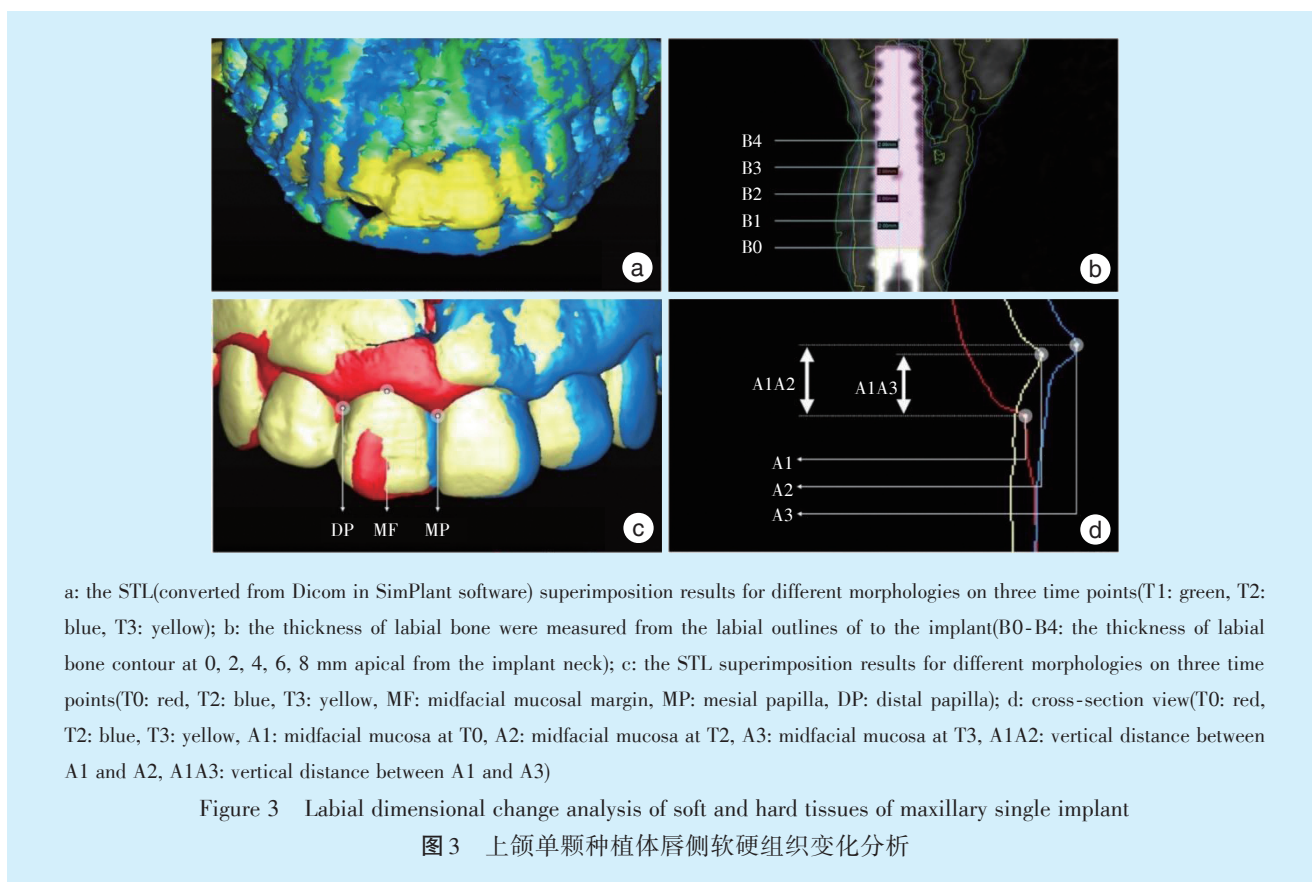 a
B4
B3
B2
B1
B0
b
DP MF MP
c
A1A2
A1A3
A1
A2
A3
d
a: the STL(converted from Dicom in SimPlant software) superimposition results for different morphologies on three time points(T1: green, T2:
blue, T3: yellow); b: the thickness of labial bone were measured from the labial outlines of to the implant(B0-B4: the thickness of labial
bone contour at 0, 2, 4, 6, 8 mm apical from the implant neck); c: the STL superimposition results for different morphologies on three time
points(T0: red, T2: blue, T3: yellow, MF: midfacial mucosal margin, MP: mesial papilla, DP: distal papilla); d: cross-section view(T0: red,
T2: blue, T3: yellow, A1: midfacial mucosa at T0, A2: midfacial mucosa at T2, A3: midfacial mucosa at T3, A1A2: vertical distance between
A1 and A2, A1A3: vertical distance between A1 and A3)
Figure 3 Labial dimensional change analysis of soft and hard tissues of maxillary single implant
图3 上颌单颗种植体唇侧软硬组织变化分析